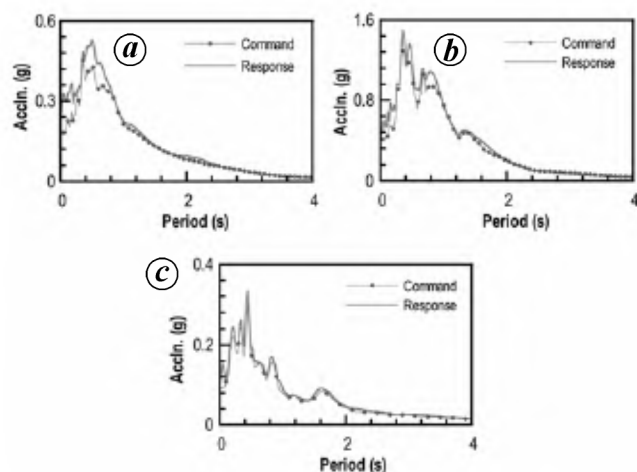 0.6
a
Command
Response
0.3
Accln. (g)
0
0 2 4
Period (s)
1.6
b
Command
Response
0.8
Accln. (g)
0
0 2 4
Period (s)
c
0.4
Command
Response
0.2
Accln. (g)
0
0 2 4
Period (s)